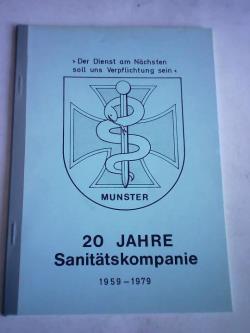 »Der Dienst am Nächsten
soll uns Verpflichtung sein«
MUNSTER
20 JAHRE
Sanitätskompanie
1959-1979